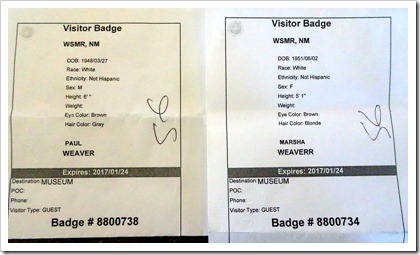 Visitor Badge
WSMR, NM
DOB: 1948/03/27
Race: White
Ethnicity: Not Hispanic
Sex: M
Height: 6' "
Weight:
Eye Color: Brown
Hair Color: Gray
PAUL
WEAVER
Expires: 2017/01/24
Destination: MUSEUM
POC:
Phone:
Visitor Type: GUEST
Badge # 8800738
Visitor Badge
WSMR, NM
DOB: 1951/06/02
Race: White
Ethnicity: Not Hispanic
Sex: F
Height: 5' 1"
Weight:
Eye Color: Brown
Hair Color: Blonde
MARSHA
WEAVERR
Expires: 2017/01/24
Destination: MUSEUM
POC:
Phone:
Visitor Type: GUEST
Badge # 8800734